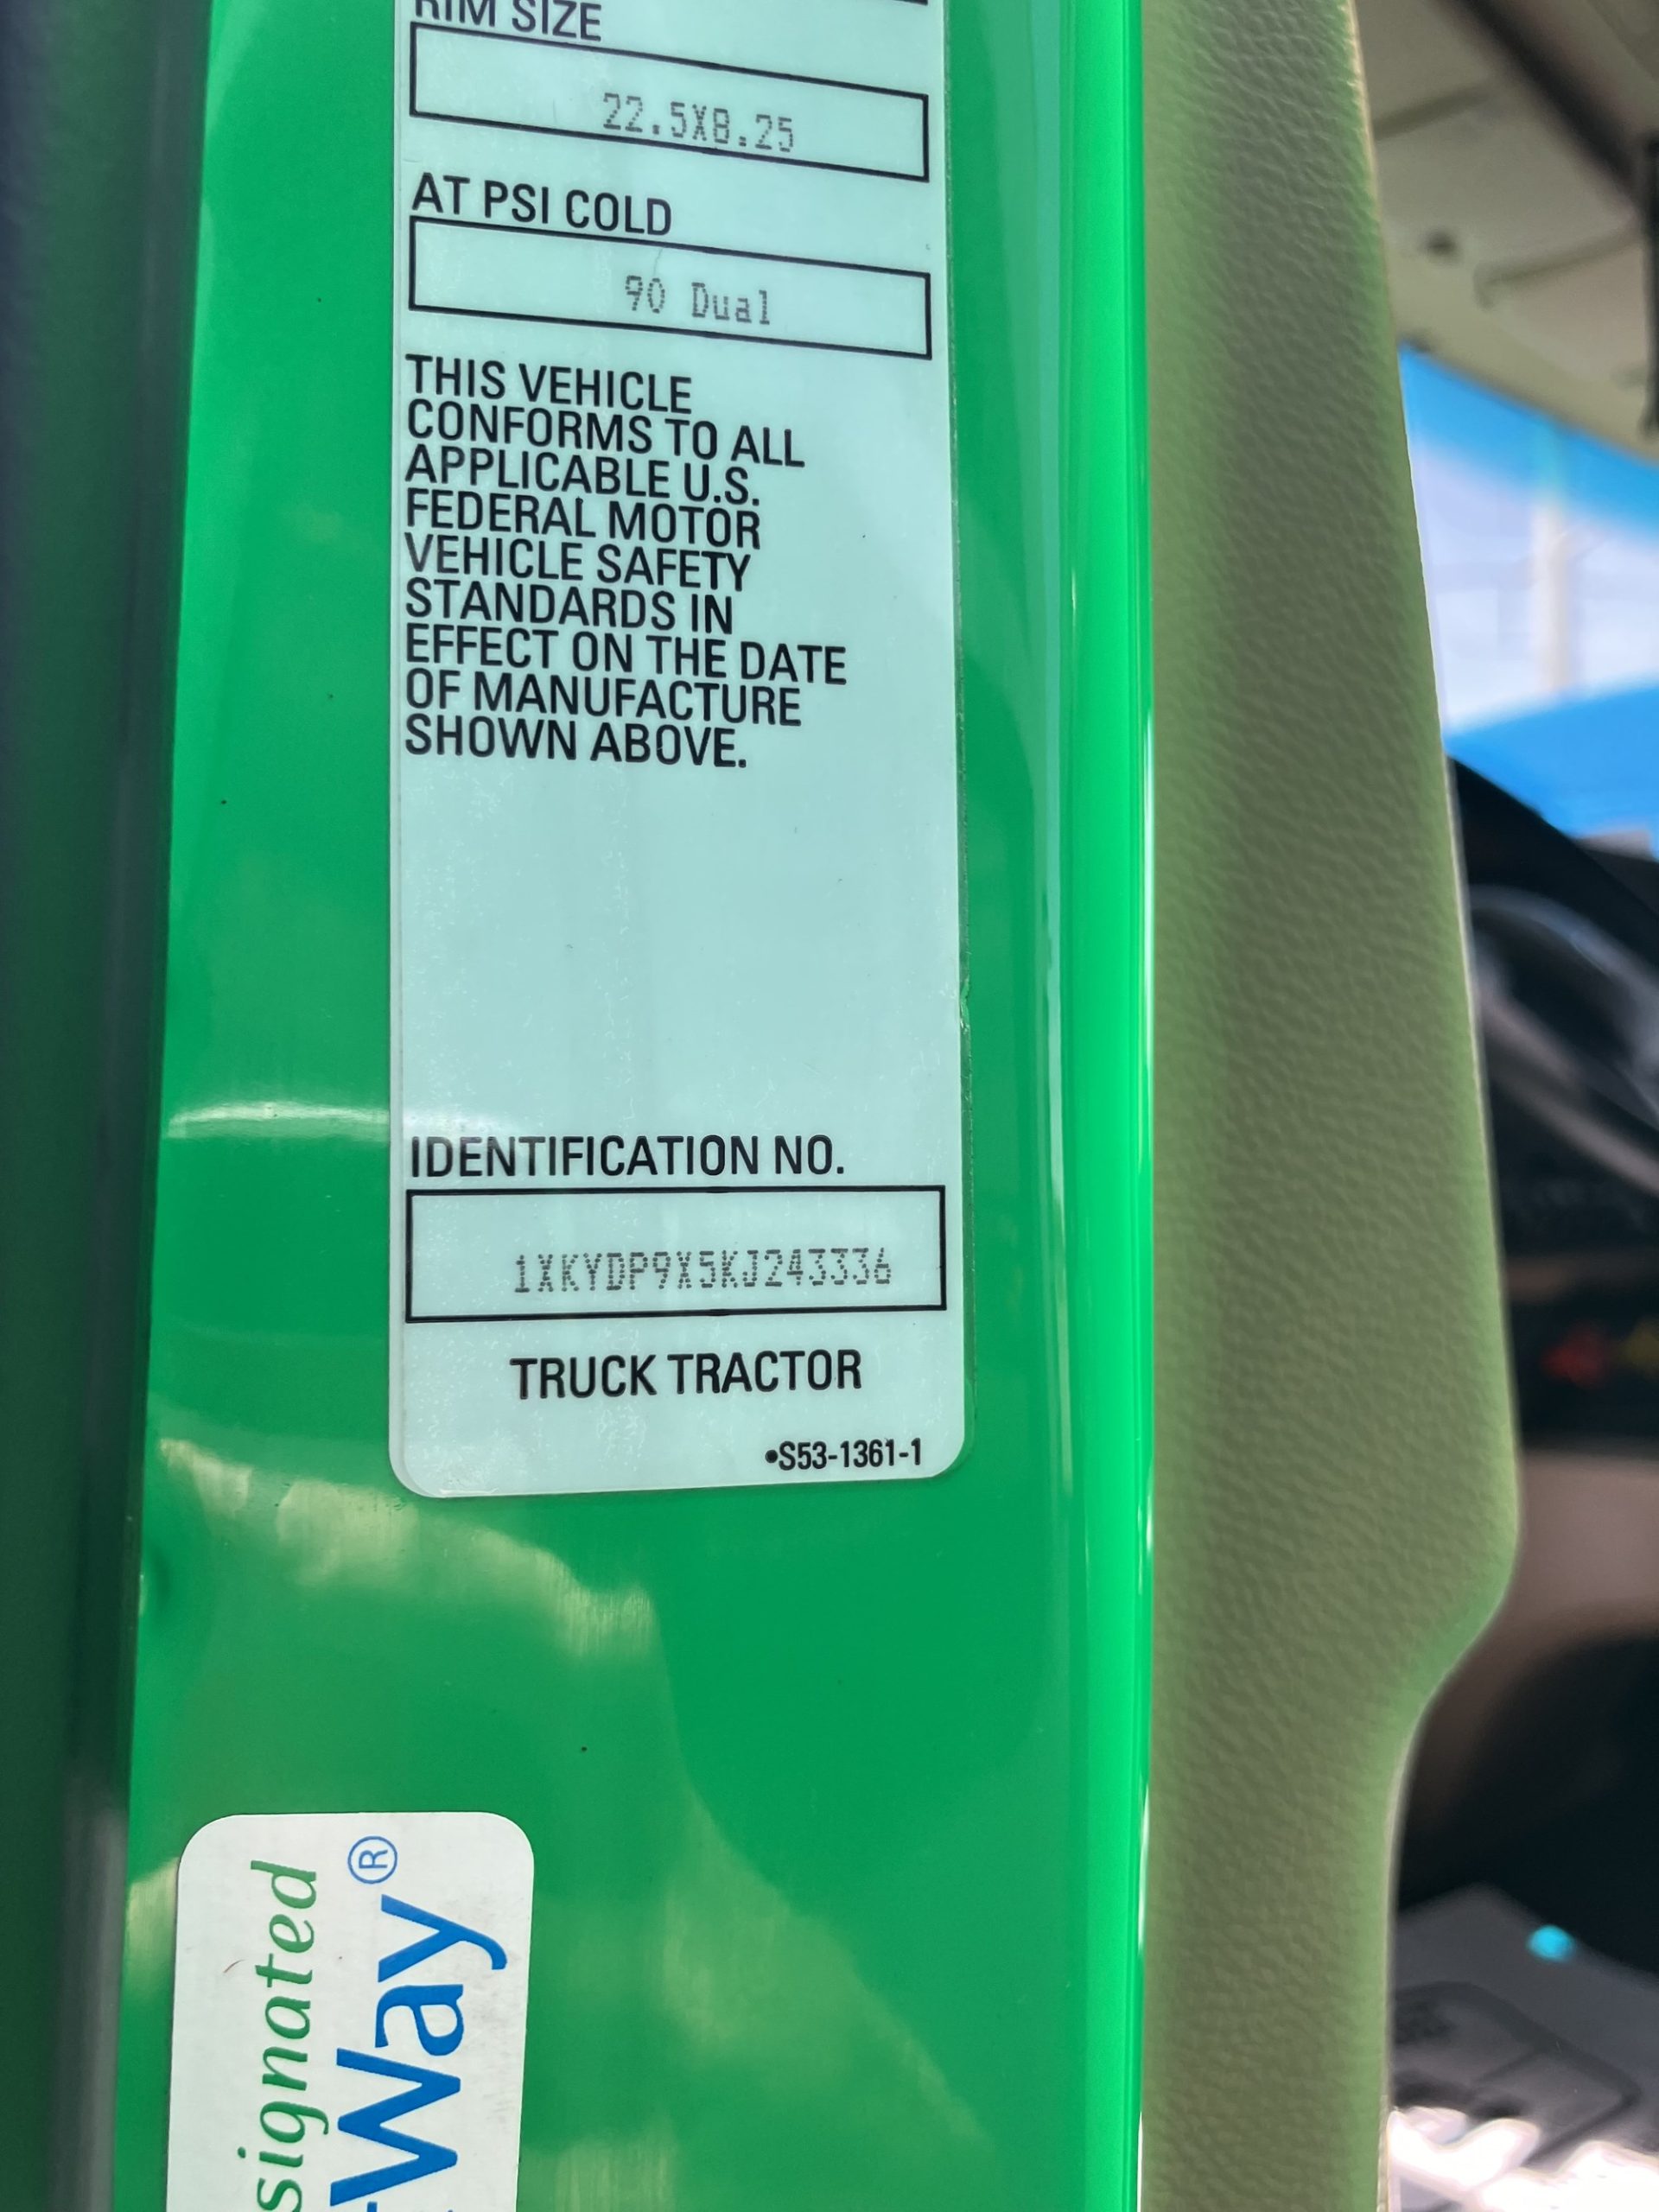 RIM SIZE
22.5X8.25
AT PSI COLD
90 Dual
THIS VEHICLE
CONFORMS TO ALL
APPLICABLE U.S.
FEDERAL MOTOR
VEHICLE SAFETY
STANDARDS IN
EFFECT ON THE DATE
OF MANUFACTURE
SHOWN ABOVE.
IDENTIFICATION NO.
1XKYDP9X5KJ243336
TRUCK TRACTOR
•S53-1361-1
signated
Way®